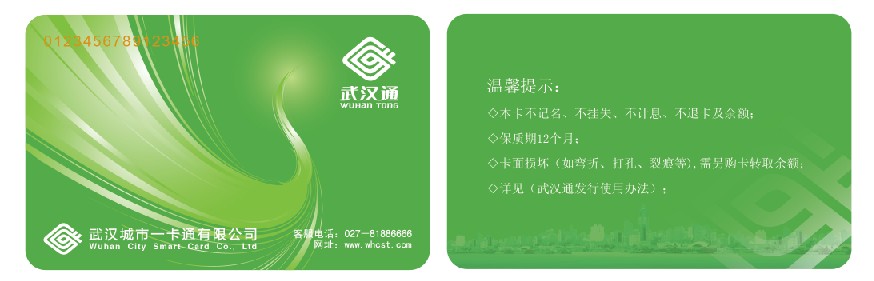 0123456789123456
武汉通
WUHAN TONG
武汉城市一卡通有限公司
Wuhan City Smart Card Co., Ltd
客服电话：027-81886666
网址：www.whcst.com
温馨提示：
◇本卡不记名、不挂失、不计息、不退卡及余额；
◇保质期12个月；
◇卡面损坏（如弯折、打孔、裂痕等），需另购卡转取余额；
◇详见（武汉通发行使用办法）；